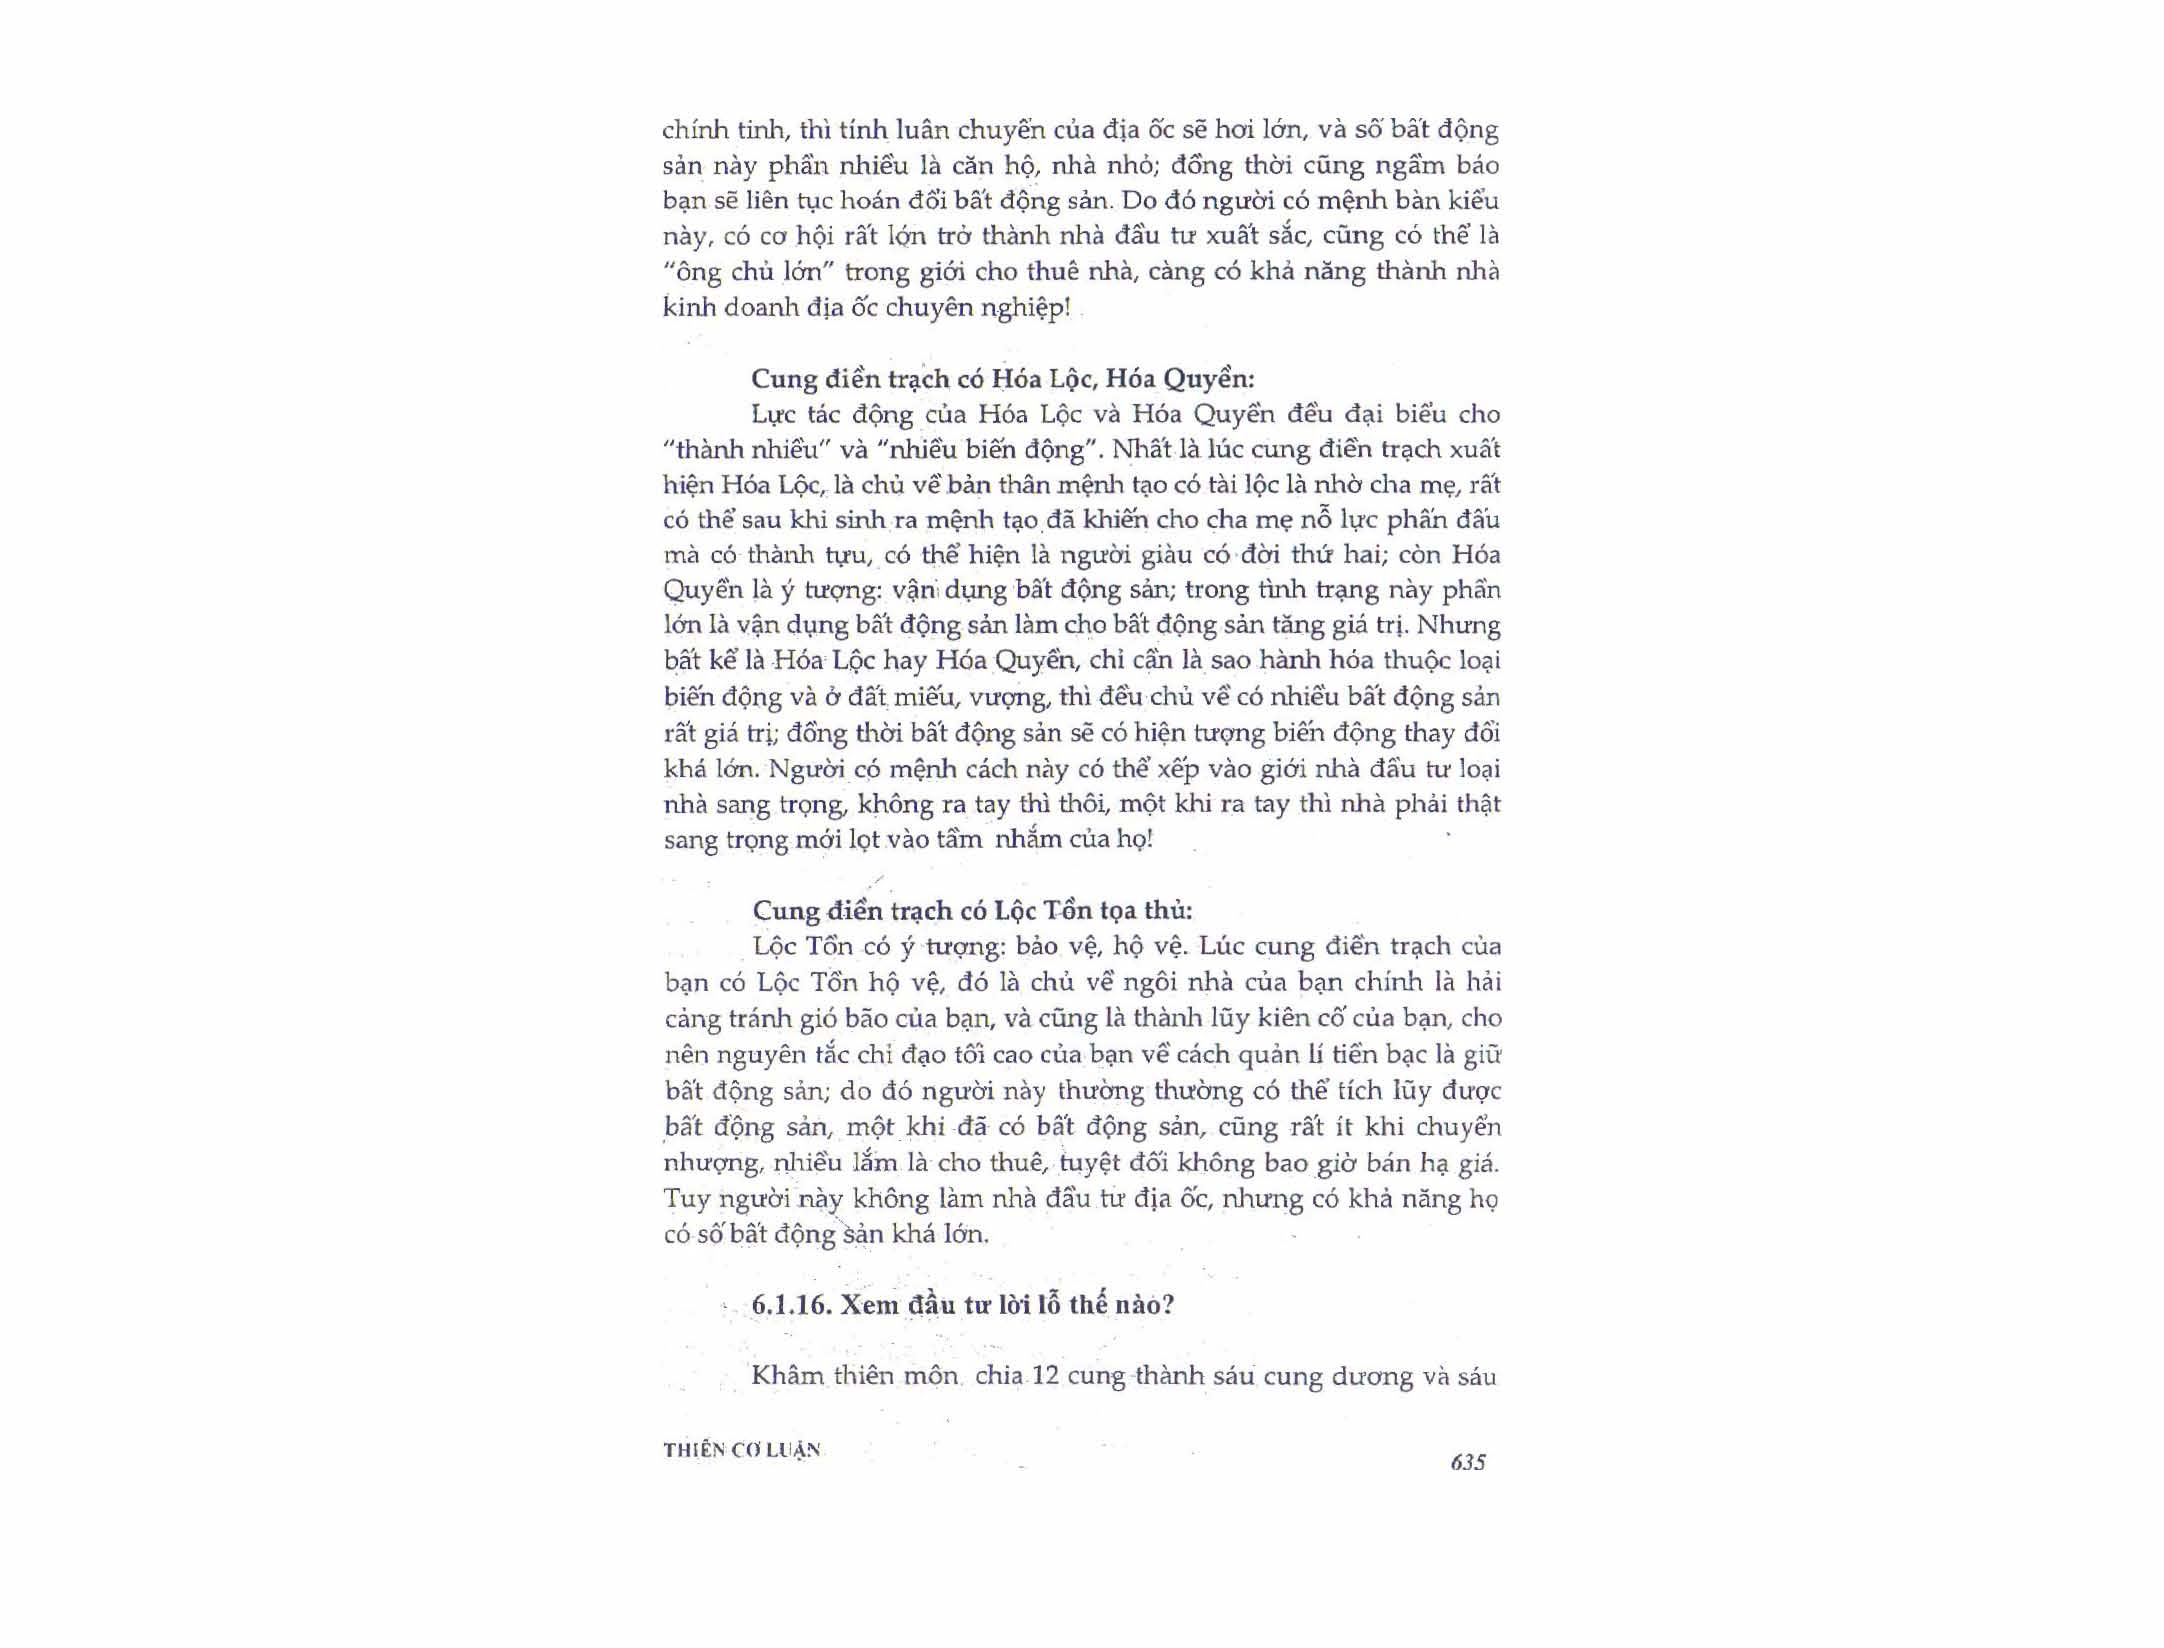 chính tinh, thì tính luân chuyển của địa ốc sẽ hơi lớn, và số bất động
sản này phần nhiều là căn hộ, nhà nhỏ; đồng thời cũng ngầm báo
bạn sẽ liên tục hoán đổi bất động sản. Do đó người có mệnh bàn kiểu
này, có cơ hội rất lớn trở thành nhà đầu tư xuất sắc, cũng có thể là
"ông chủ lớn" trong giới cho thuê nhà, càng có khả năng thành nhà
kinh doanh địa ốc chuyên nghiệp!
Cung điền trạch có Hóa Lộc, Hóa Quyền:
Lực tác động của Hóa Lộc và Hóa Quyền đều đại biểu cho
"thành nhiều" và "nhiều biến động". Nhất là lúc cung điền trạch xuất
hiện Hóa Lộc, là chủ về bản thân mệnh tạo có tài lộc là nhờ cha mẹ, rất
có thể sau khi sinh ra mệnh tạo đã khiến cho cha mẹ nỗ lực phấn đấu
mà có thành tựu, có thể hiện là người giàu có đời thứ hai; còn Hóa
Quyền là ý tượng: vận dụng bất động sản; trong tình trạng này phần
lớn là vận dụng bất động sản làm cho bất động sản tăng giá trị. Nhưng
bất kể là Hóa Lộc hay Hóa Quyền, chỉ cần là sao hành hóa thuộc loại
biến động và ở đất miếu, vượng, thì đều chủ về có nhiều bất động sản
rất giá trị; đồng thời bất động sản sẽ có hiện tượng biến động thay đổi
khá lớn. Người có mệnh cách này có thể xếp vào giới nhà đầu tư loại
nhà sang trọng, không ra tay thì thôi, một khi ra tay thì nhà phải thật
sang trọng mới lọt vào tầm nhắm của họ!
Cung điền trạch có Lộc Tồn tọa thủ:
Lộc Tồn có ý tượng: bảo vệ, hộ vệ. Lúc cung điền trạch của
bạn có Lộc Tồn hộ vệ, đó là chủ về ngôi nhà của bạn chính là hải
cảng tránh gió bão của bạn, và cũng là thành lũy kiên cố của bạn, cho
nên nguyên tắc chỉ đạo tối cao của bạn về cách quản lí tiền bạc là giữ
bất động sản; do đó người này thường thường có thể tích lũy được
bất động sản, một khi đã có bất động sản, cũng rất ít khi chuyển
nhượng, nhiều lắm là cho thuê, tuyệt đối không bao giờ bán hạ giá.
Tuy người này không làm nhà đầu tư địa ốc, nhưng có khả năng họ
có số bất động sản khá lớn.
6.1.16. Xem đầu tư lời lỗ thế nào?
Khâm thiên môn chia 12 cung thành sáu cung dương và sáu
THIÊN CƠ LUẬN
635